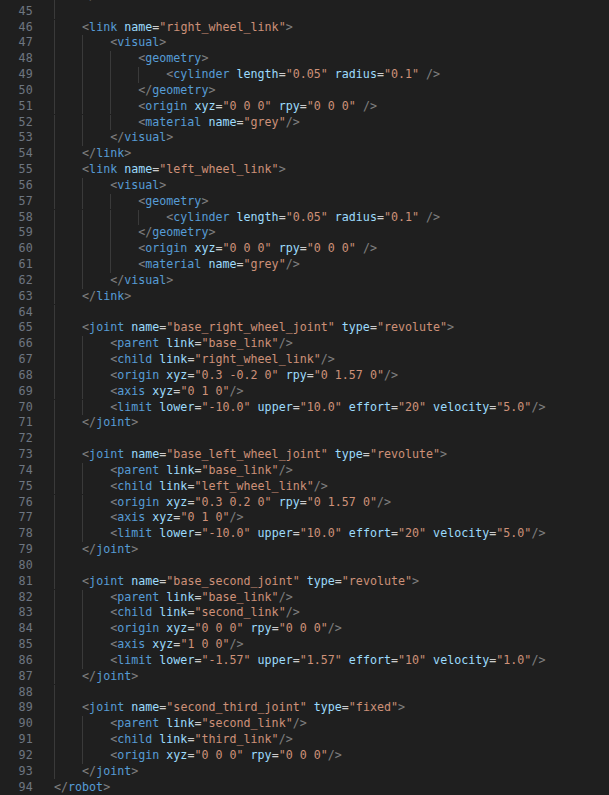 45
46 <link name="right_wheel_link">
47 <visual>
48 <geometry>
49 <cylinder length="0.05" radius="0.1" />
50 </geometry>
51 <origin xyz="0 0 0" rpy="0 0 0" />
52 <material name="grey"/>
53 </visual>
54 </link>
55 <link name="left_wheel_link">
56 <visual>
57 <geometry>
58 <cylinder length="0.05" radius="0.1" />
59 </geometry>
60 <origin xyz="0 0 0" rpy="0 0 0" />
61 <material name="grey"/>
62 </visual>
63 </link>
64
65 <joint name="base_right_wheel_joint" type="revolute">
66 <parent link="base_link"/>
67 <child link="right_wheel_link"/>
68 <origin xyz="0.3 -0.2 0" rpy="0 1.57 0"/>
69 <axis xyz="0 1 0"/>
70 <limit lower="-10.0" upper="10.0" effort="20" velocity="5.0"/>
71 </joint>
72
73 <joint name="base_left_wheel_joint" type="revolute">
74 <parent link="base_link"/>
75 <child link="left_wheel_link"/>
76 <origin xyz="0.3 0.2 0" rpy="0 1.57 0"/>
77 <axis xyz="0 1 0"/>
78 <limit lower="-10.0" upper="10.0" effort="20" velocity="5.0"/>
79 </joint>
80
81 <joint name="base_second_joint" type="revolute">
82 <parent link="base_link"/>
83 <child link="second_link"/>
84 <origin xyz="0 0 0" rpy="0 0 0"/>
85 <axis xyz="1 0 0"/>
86 <limit lower="-1.57" upper="1.57" effort="10" velocity="1.0"/>
87 </joint>
88
89 <joint name="second_third_joint" type="fixed">
90 <parent link="second_link"/>
91 <child link="third_link"/>
92 <origin xyz="0 0 0" rpy="0 0 0"/>
93 </joint>
94 </robot>